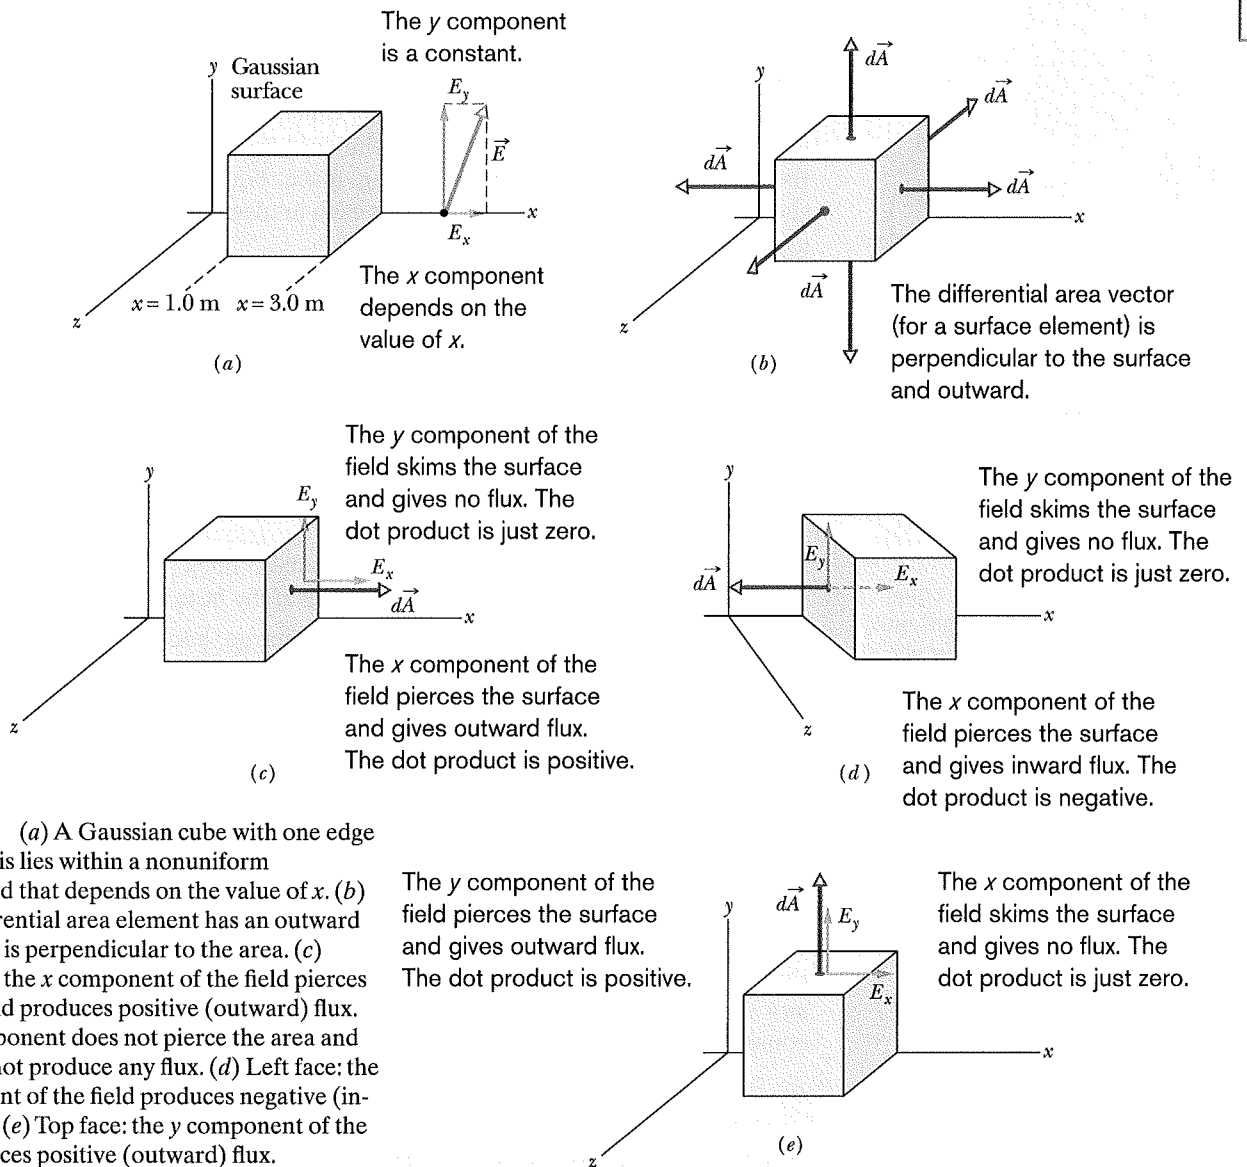 The y component
is a constant.
y Gaussian
surface
E_y
E⃗
x
E_x
x = 1.0 m x = 3.0 m
z
The x component
depends on the
value of x.
(a)
y
dA⃗
dA⃗
dA⃗
dA⃗
x
dA⃗
z
The differential area vector
(for a surface element) is
perpendicular to the surface
and outward.
(b)
The y component of the
field skims the surface
and gives no flux. The
dot product is just zero.
y
E_y
E_x
dA⃗
x
z
The x component of the
field pierces the surface
and gives outward flux.
The dot product is positive.
(c)
y
The y component of the
field skims the surface
and gives no flux. The
dot product is just zero.
E_y
E_x
dA⃗
x
z
The x component of the
field pierces the surface
and gives inward flux. The
dot product is negative.
(d)
(a) A Gaussian cube with one edge
is lies within a nonuniform
d that depends on the value of x. (b)
rential area element has an outward
is perpendicular to the area. (c)
the x component of the field pierces
nd produces positive (outward) flux.
ponent does not pierce the area and
not produce any flux. (d) Left face: the
nt of the field produces negative (in-
(e) Top face: the y component of the
ces positive (outward) flux.
The y component of the
field pierces the surface
and gives outward flux.
The dot product is positive.
y
dA⃗
E_y
E_x
x
z
The x component of the
field skims the surface
and gives no flux. The
dot product is just zero.
(e)